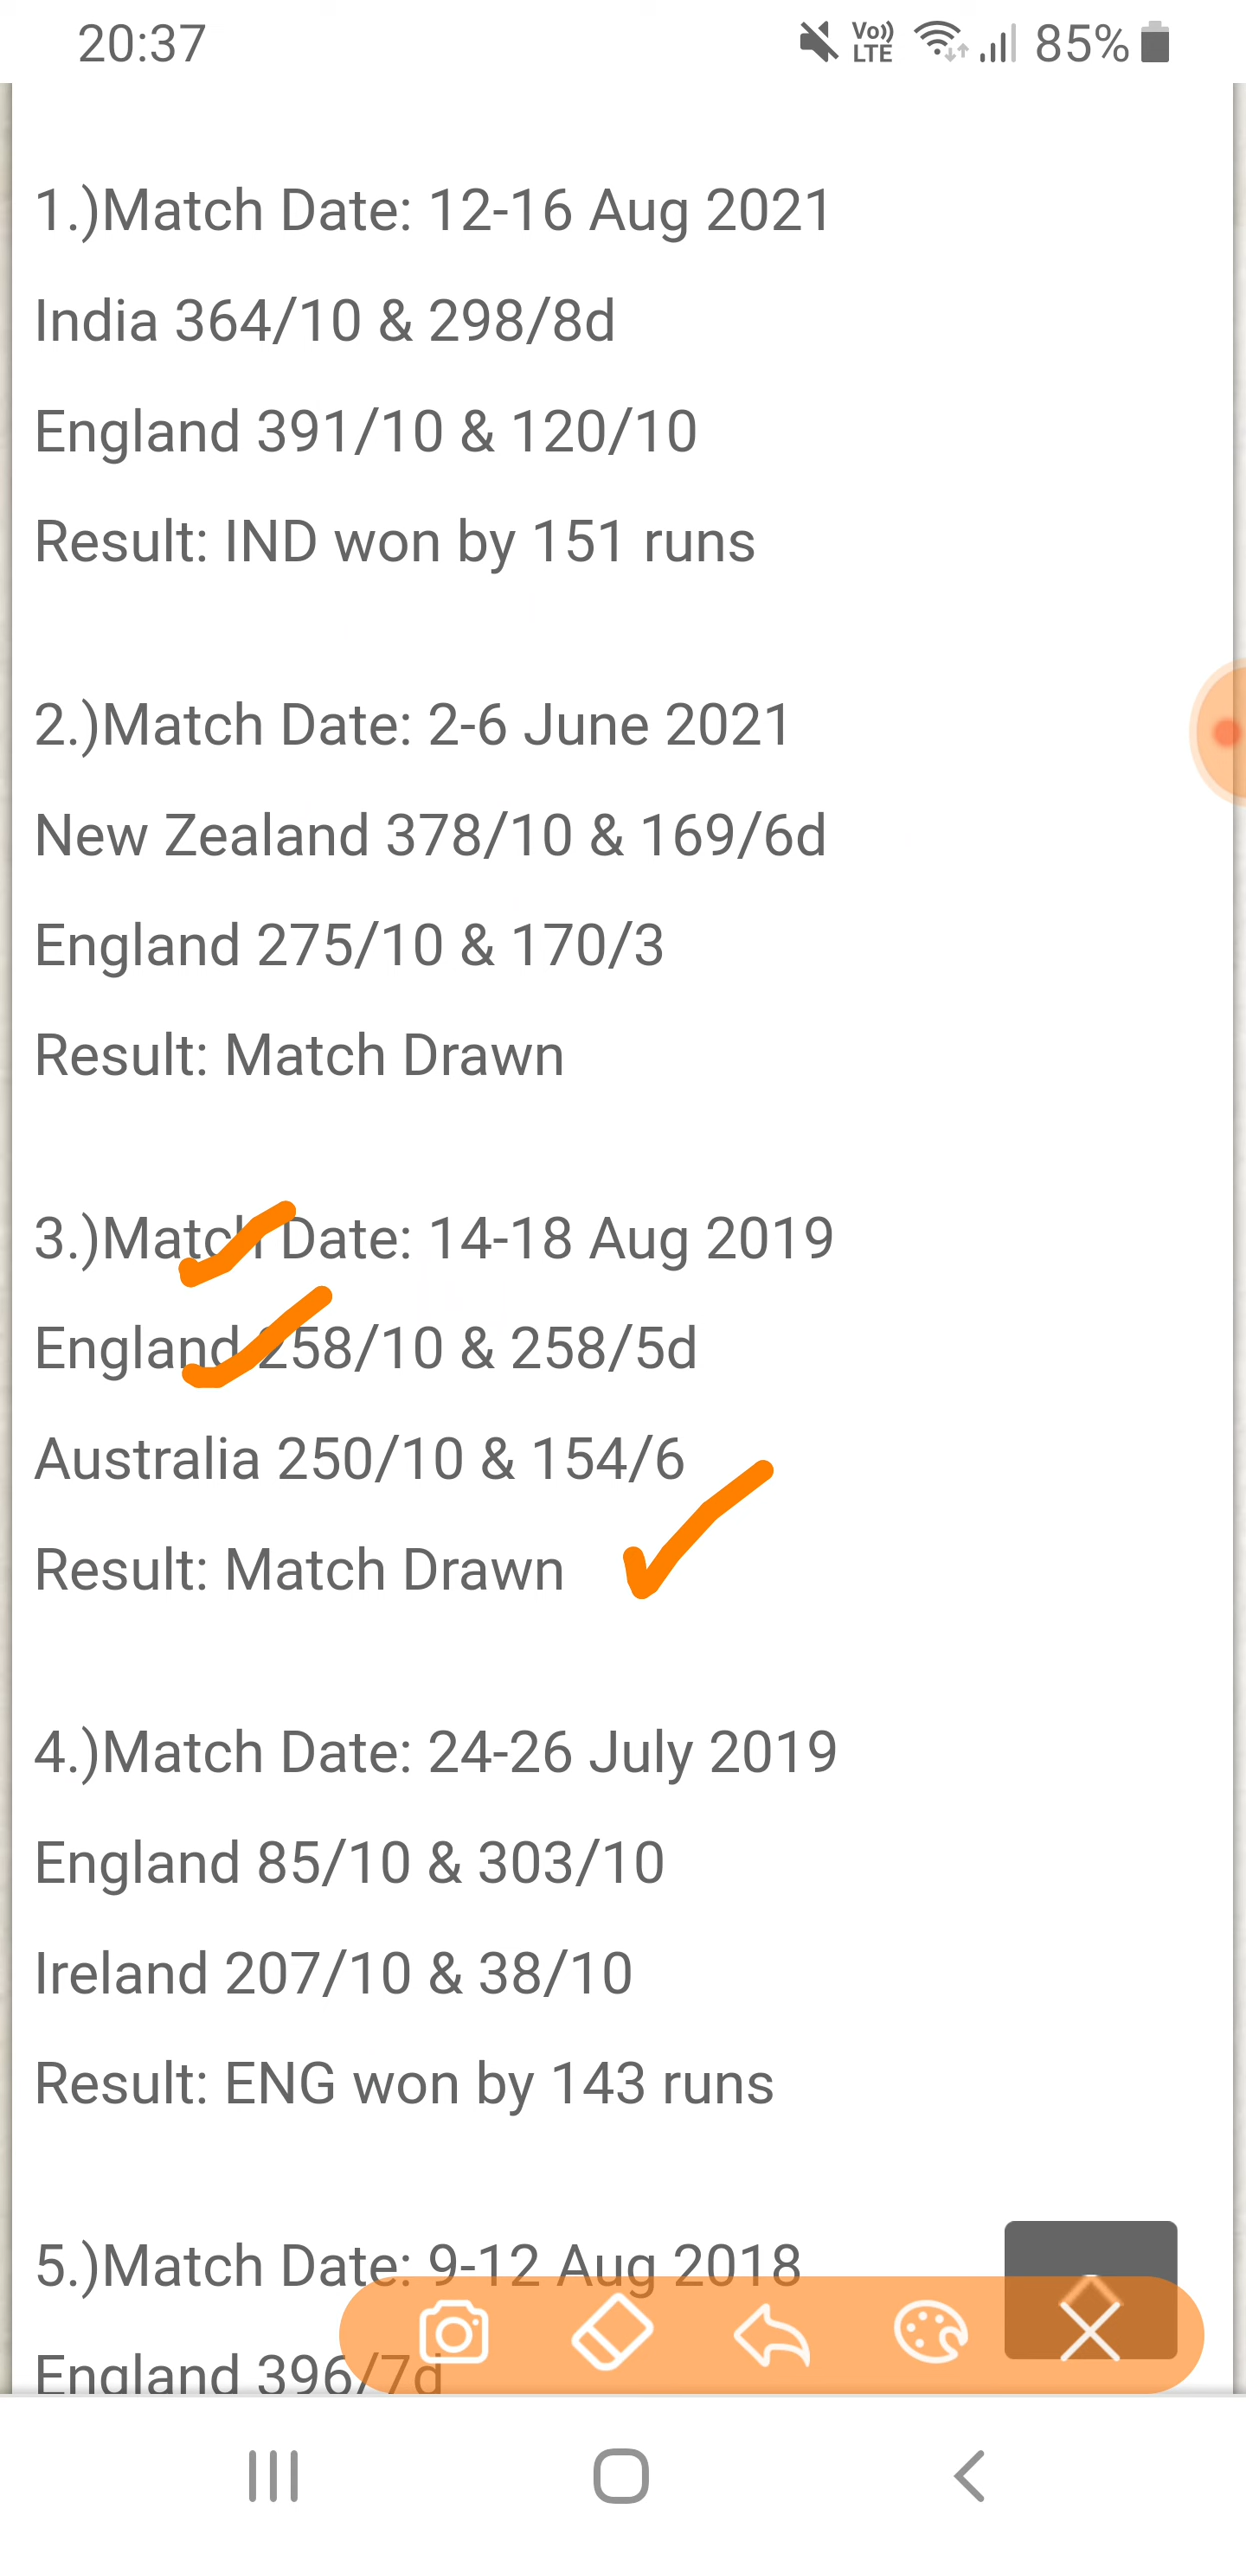 20:37 Vo)) LTE 85%
1.)Match Date: 12-16 Aug 2021
India 364/10 & 298/8d
England 391/10 & 120/10
Result: IND won by 151 runs
2.)Match Date: 2-6 June 2021
New Zealand 378/10 & 169/6d
England 275/10 & 170/3
Result: Match Drawn
3.)Match Date: 14-18 Aug 2019
England 258/10 & 258/5d
Australia 250/10 & 154/6
Result: Match Drawn
4.)Match Date: 24-26 July 2019
England 85/10 & 303/10
Ireland 207/10 & 38/10
Result: ENG won by 143 runs
5.)Match Date: 9-12 Aug 2018
England 396/7d